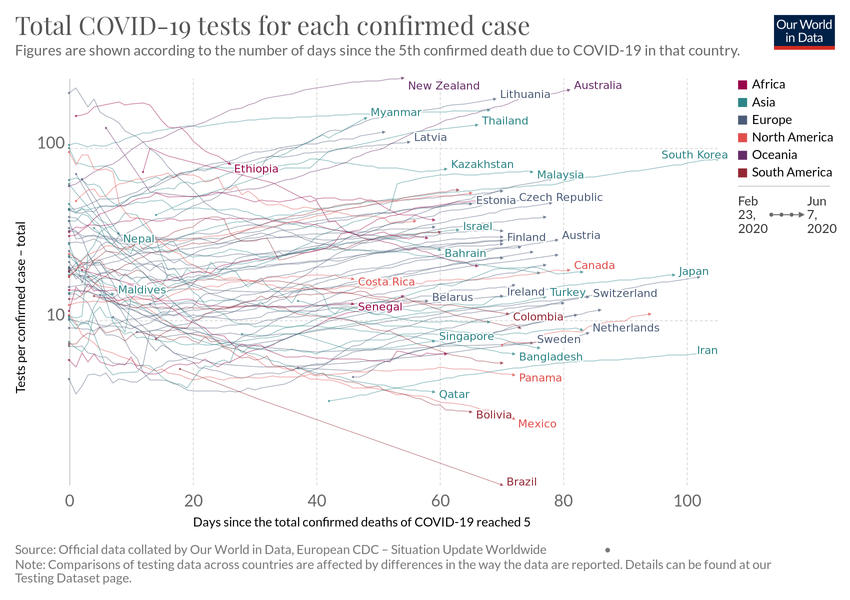 Total COVID-19 tests for each confirmed case
Figures are shown according to the number of days since the 5th confirmed death due to COVID-19 in that country.
Our World
in Data
New Zealand
Lithuania
Australia
Myanmar
Thailand
Latvia
100
South Korea
Ethiopia
Kazakhstan
Malaysia
Estonia
Czech Republic
Israel
Nepal
Finland
Austria
Bahrain
Canada
Japan
Costa Rica
Maldives
Belarus
Ireland
Turkey
Switzerland
Senegal
10
Colombia
Netherlands
Singapore
Sweden
Bangladesh
Iran
Panama
Qatar
Bolivia
Mexico
Brazil
Africa
Asia
Europe
North America
Oceania
South America
Feb
23,
2020
Jun
7,
2020
Tests per confirmed case – total
0
20
40
60
80
100
Days since the total confirmed deaths of COVID-19 reached 5
Source: Official data collated by Our World in Data, European CDC – Situation Update Worldwide
Note: Comparisons of testing data across countries are affected by differences in the way the data are reported. Details can be found at our
Testing Dataset page.